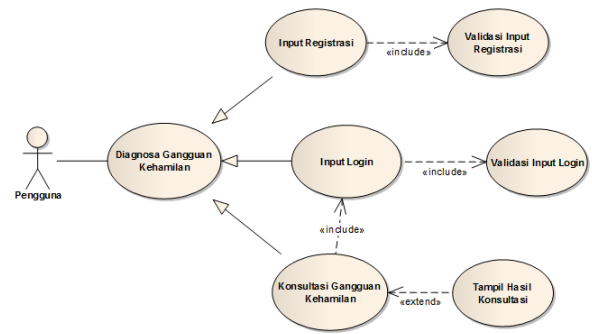 Input Registrasi
«include»
Validasi Input
Registrasi
Pengguna
Diagnosa Gangguan
Kehamilan
Input Login
«include»
Validasi Input Login
«include»
Konsultasi Gangguan
Kehamilan
«extend»
Tampil Hasil
Konsultasi